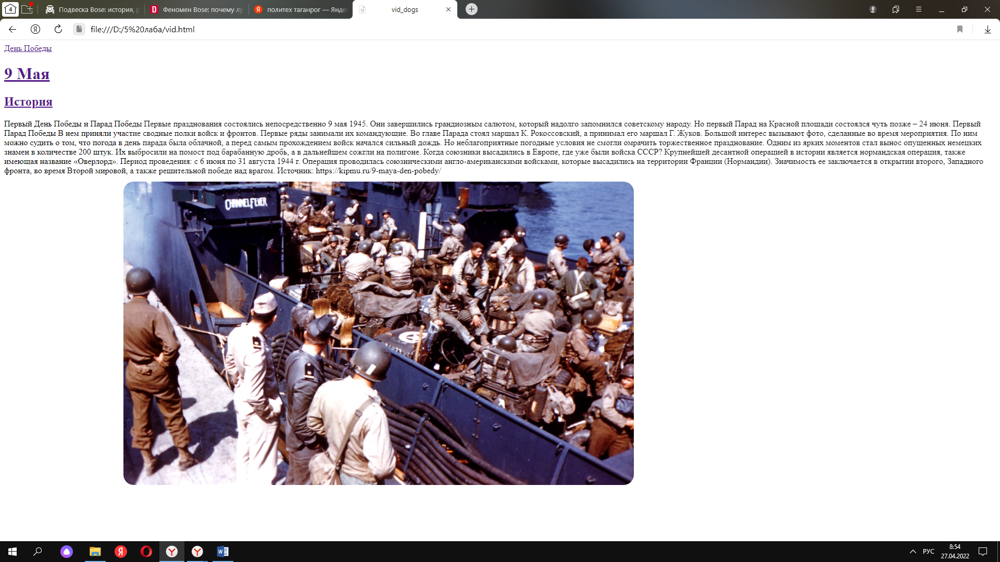 4
Подвеска Bose: история, р
Феномен Bose: почему лу
политех таганрог — Яндек
vid_dogs
file:///D:/5%20лаба/vid.html
День Победы
9 Мая
История
Первый День Победы и Парад Победы Первые празднования состоялись непосредственно 9 мая 1945. Они завершились грандиозным салютом, который надолго запомнился советскому народу. Но первый Парад на Красной площади состоялся чуть позже – 24 июня. Первый
Парад Победы В нем приняли участие сводные полки войск и фронтов. Первые ряды занимали их командующие. Во главе Парада стоял маршал К. Рокоссовский, а принимал его маршал Г. Жуков. Большой интерес вызывают фото, сделанные во время мероприятия. По ним
можно судить о том, что погода в день парада была облачной, а перед самым прохождением войск начался сильный дождь. Но неблагоприятные погодные условия не смогли омрачить торжественное празднование. Одним из ярких моментов стал вынос опущенных немецких
знамен в количестве 200 штук. Их выбросили на помост под барабанную дробь, а в дальнейшем сожгли на полигоне. Когда союзники высадились в Европе, где уже были войска СССР? Крупнейшей десантной операцией в истории является нормандская операция, также
имеющая название «Оверлорд». Период проведения: с 6 июня по 31 августа 1944 г. Операция проводилась союзническими англо-американскими войсками, которые высадились на территории Франции (Нормандии). Значимость ее заключается в открытии второго, Западного
фронта, во время Второй мировой, а также решительной победе над врагом. Источник: https://kipmu.ru/9-maya-den-pobedy/
CHANNELFEVER
РУС
8:54
27.04.2022